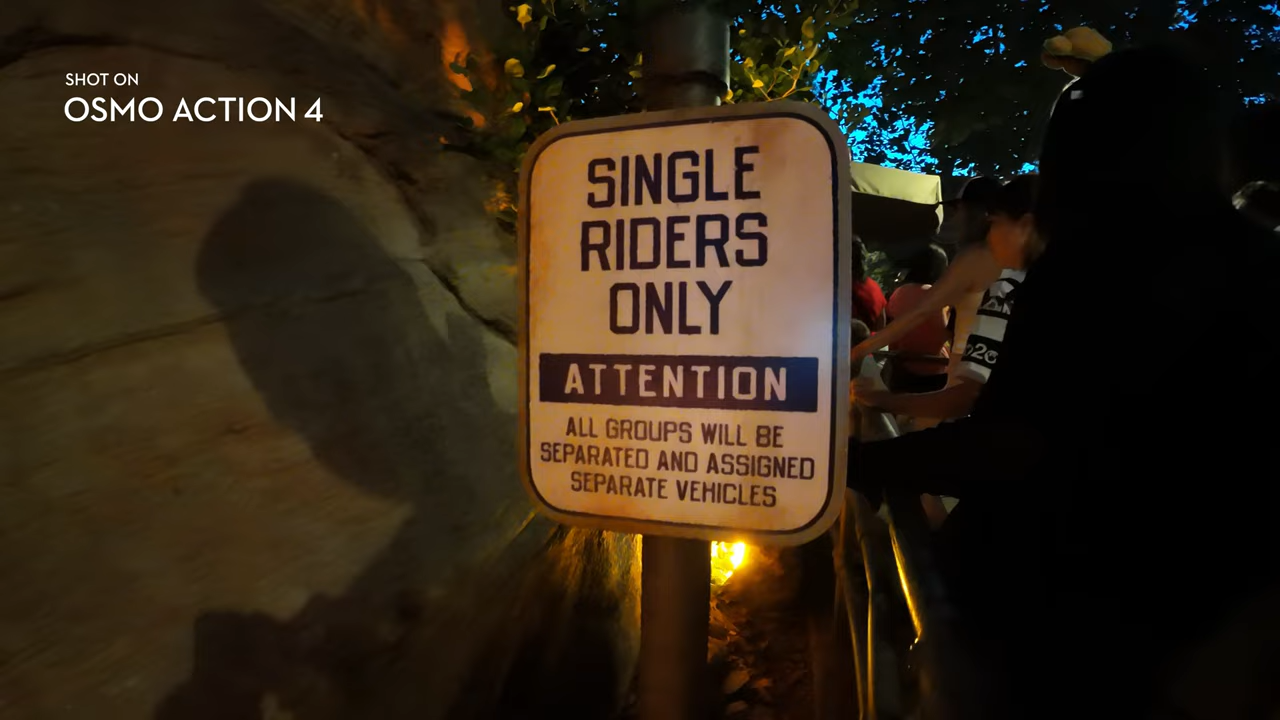 SHOT ON
OSMO ACTION 4
SINGLE
RIDERS
ONLY
ATTENTION
ALL GROUPS WILL BE
SEPARATED AND ASSIGNED
SEPARATE VEHICLES